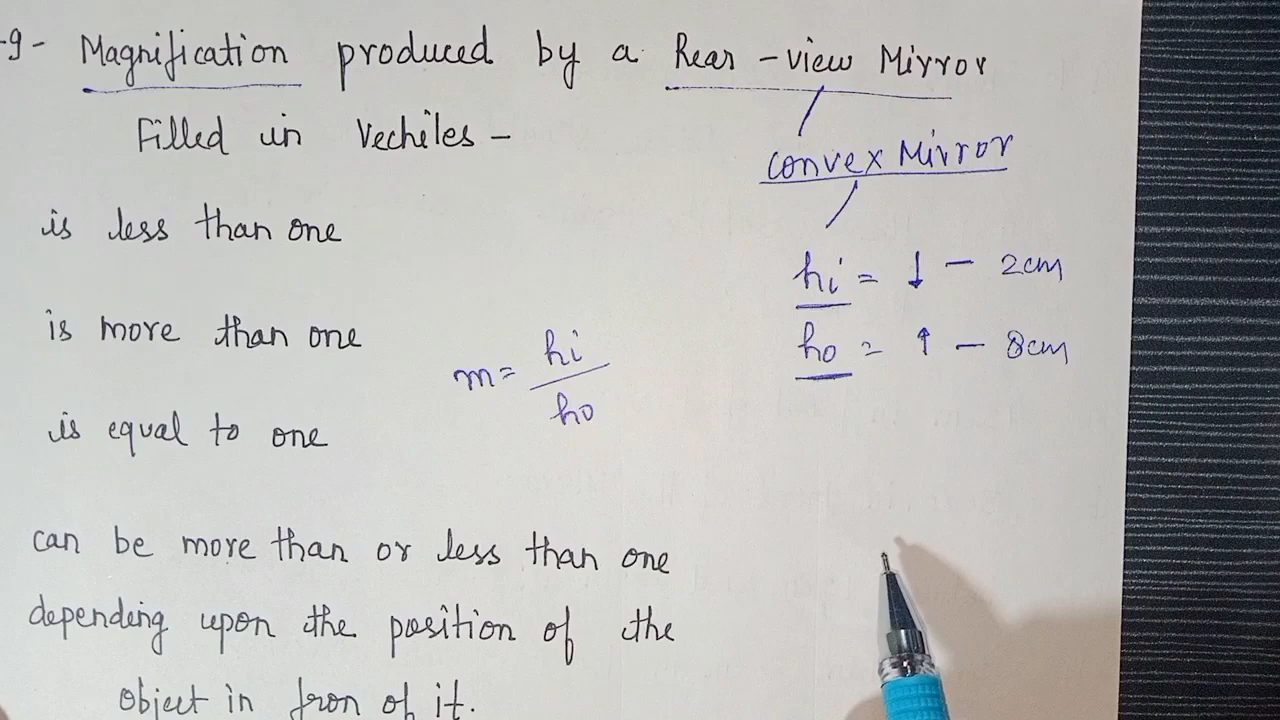 -9- Magnification produced by a Rear-view Mirror
Filled in Vechiles -
convex Mirror
is less than one
hi = ↓ - 2cm
is more than one
ho = ↑ - 8cm
m = hi / ho
is equal to one
can be more than or less than one
depending upon the position of the
Object in fron of It.